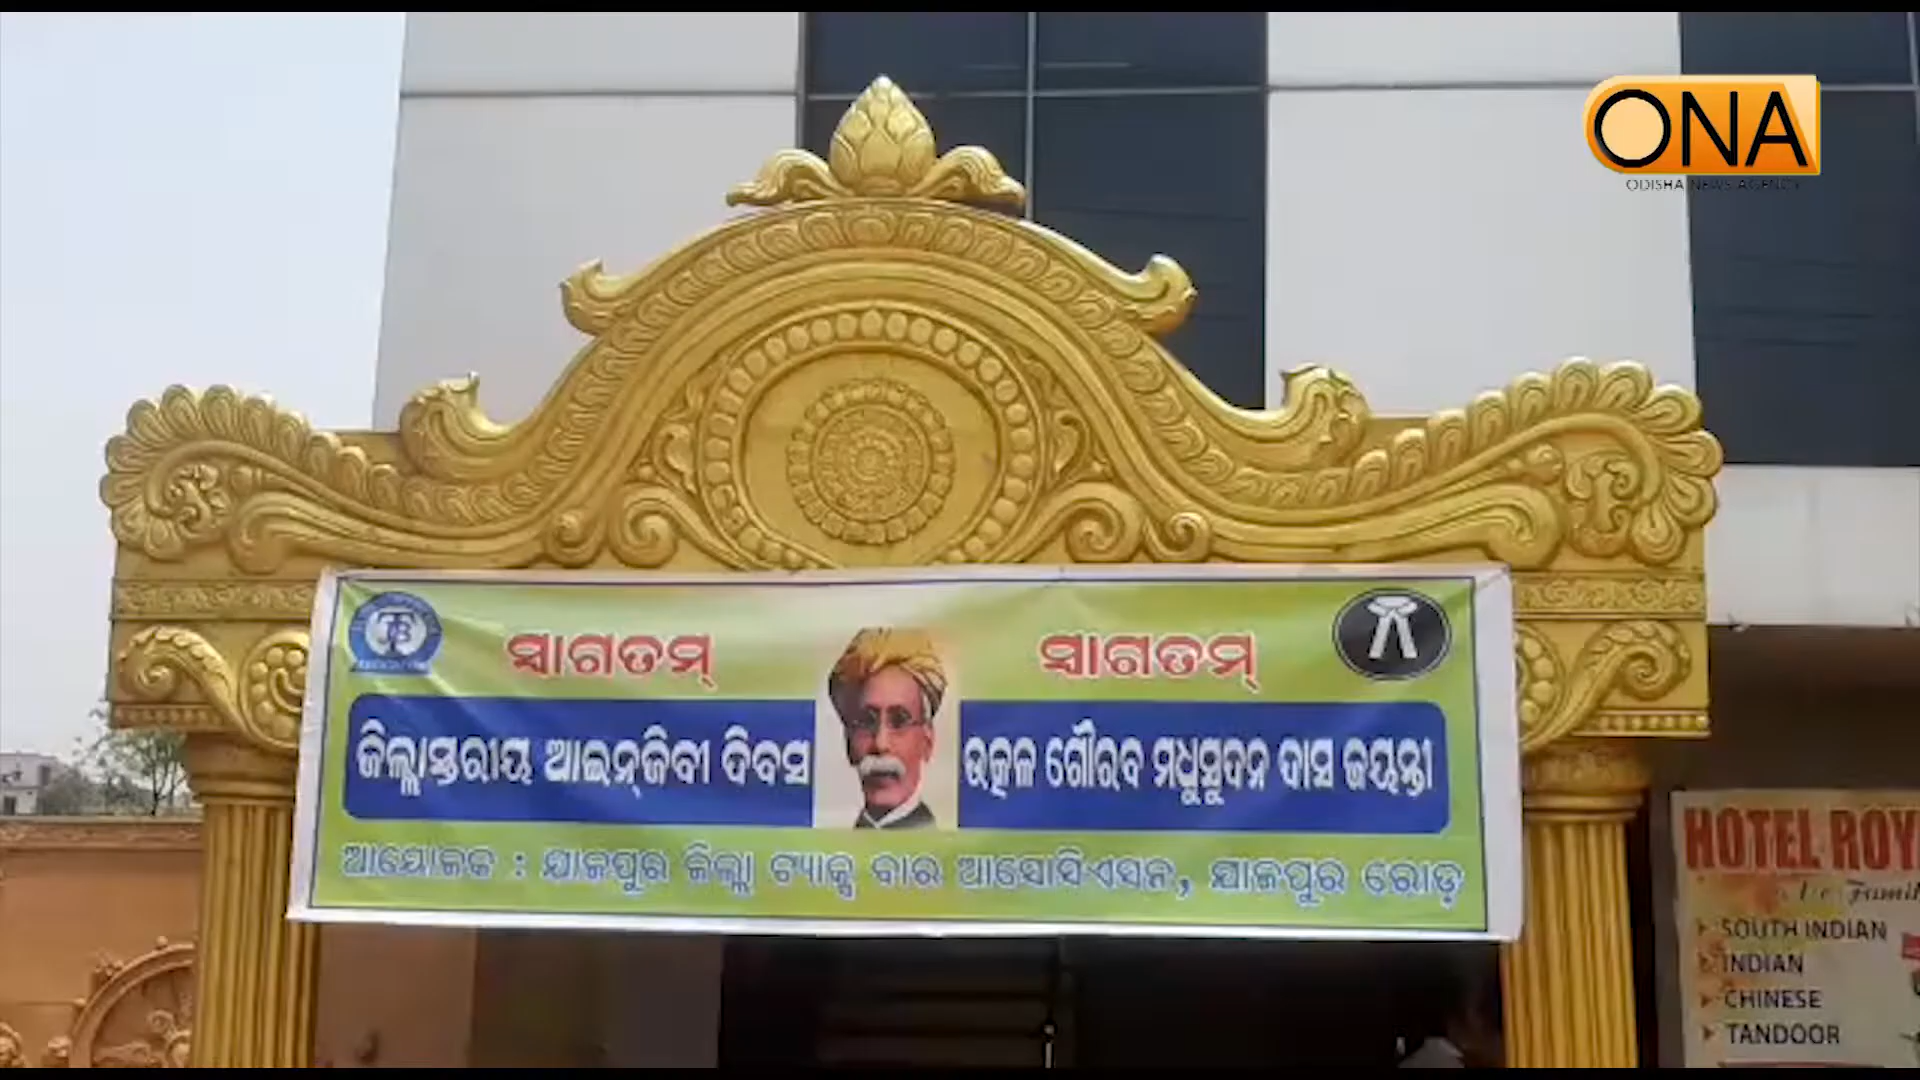 ONA
ODISHA NEWS AGENCY
ସ୍ୱାଗତମ୍ ସ୍ୱାଗତମ୍
ଜିଲ୍ଲାସ୍ତରୀୟ ଆଇନ୍‌ଜିବୀ ଦିବସ ଉତ୍କଳ ଗୌରବ ମଧୁସୁଦନ ଦାସ ଜୟନ୍ତୀ
ଆୟୋଜକ : ଯାଜପୁର ଜିଲ୍ଲା ଟ୍ୟାକ୍ସ ବାର ଆସୋସିଏସନ, ଯାଜପୁର ରୋଡ଼
HOTEL ROY
SOUTH INDIAN
INDIAN
CHINESE
TANDOOR